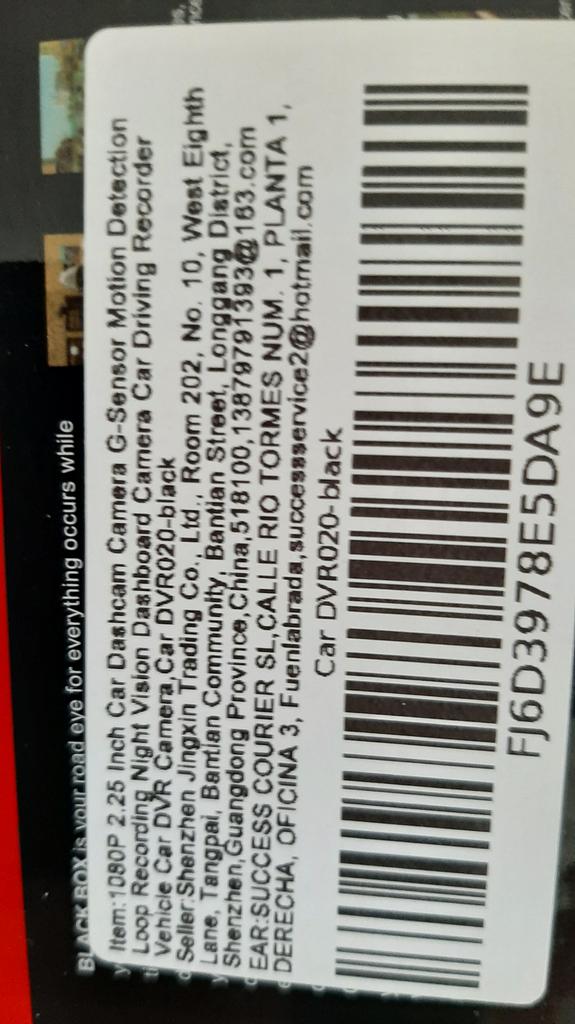 BLACK BOX is your road eye for everything occurs while
Item:1080P 2.25 Inch Car Dashcam Camera G-Sensor Motion Detection
Loop Recording Night Vision Dashboard Camera Car Driving Recorder
Vehicle Car DVR Camera,Car DVR020-black
Seller:Shenzhen Jingxin Trading Co., Ltd., Room 202, No. 10, West Eighth
Lane, Tangpai, Bantian Community, Bantian Street, Longgang District,
Shenzhen,Guangdong Province,China,518100,13879791393@163.com
EAR:SUCCESS COURIER SL,CALLE RIO TORMES NUM. 1, PLANTA 1,
DERECHA, OFICINA 3, Fuenlabrada,successservice2@hotmail.com
Car DVR020-black
FJ6D3978E5DA9E